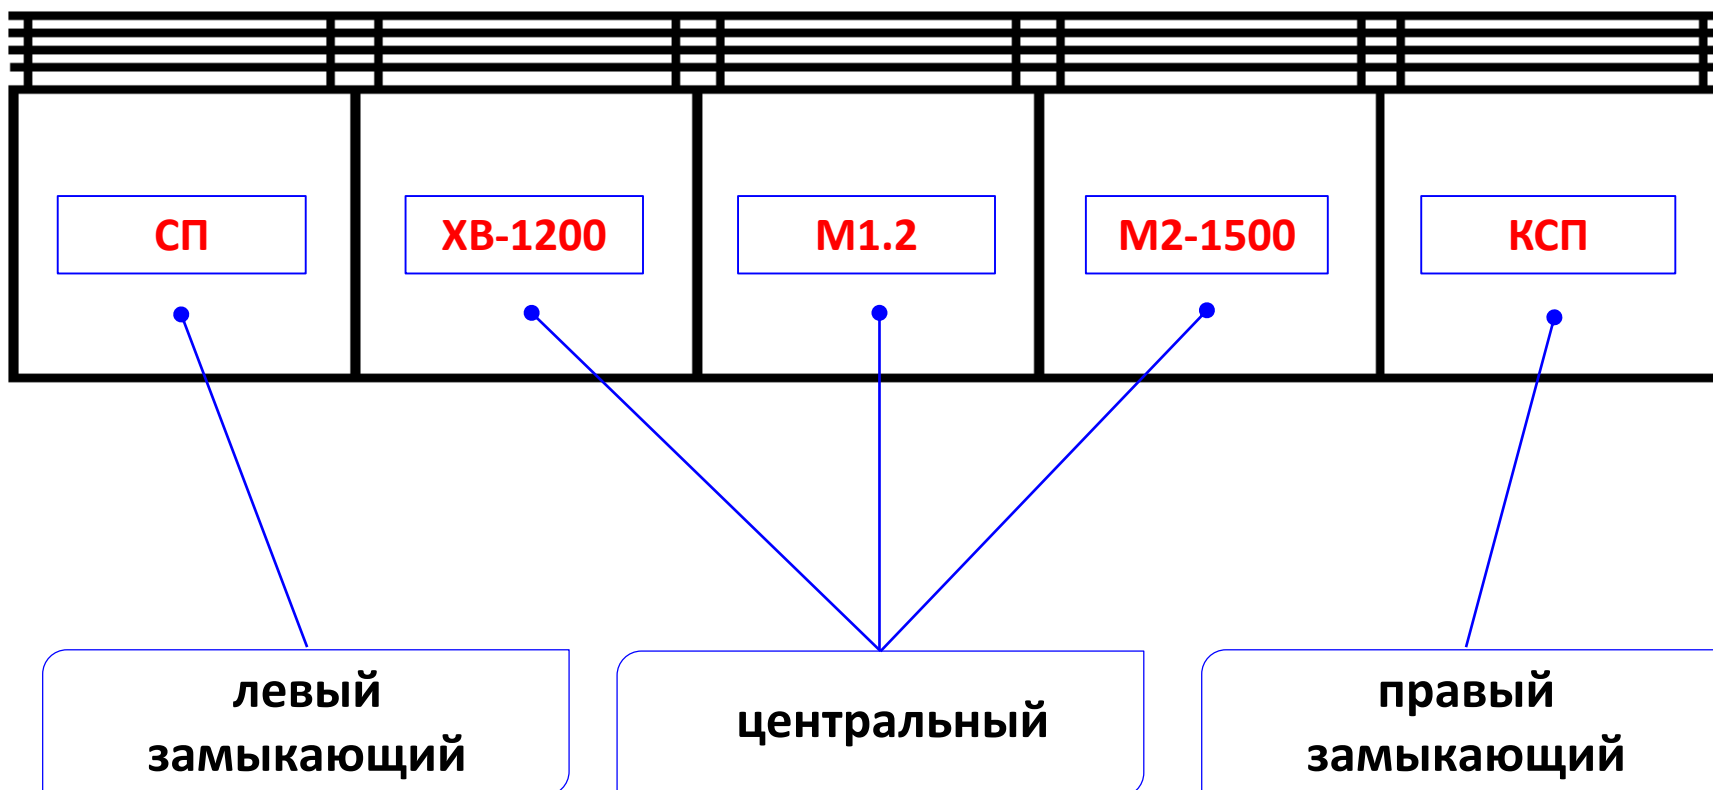 СП
ХВ-1200
М1.2
М2-1500
КСП
левый
замыкающий
центральный
правый
замыкающий